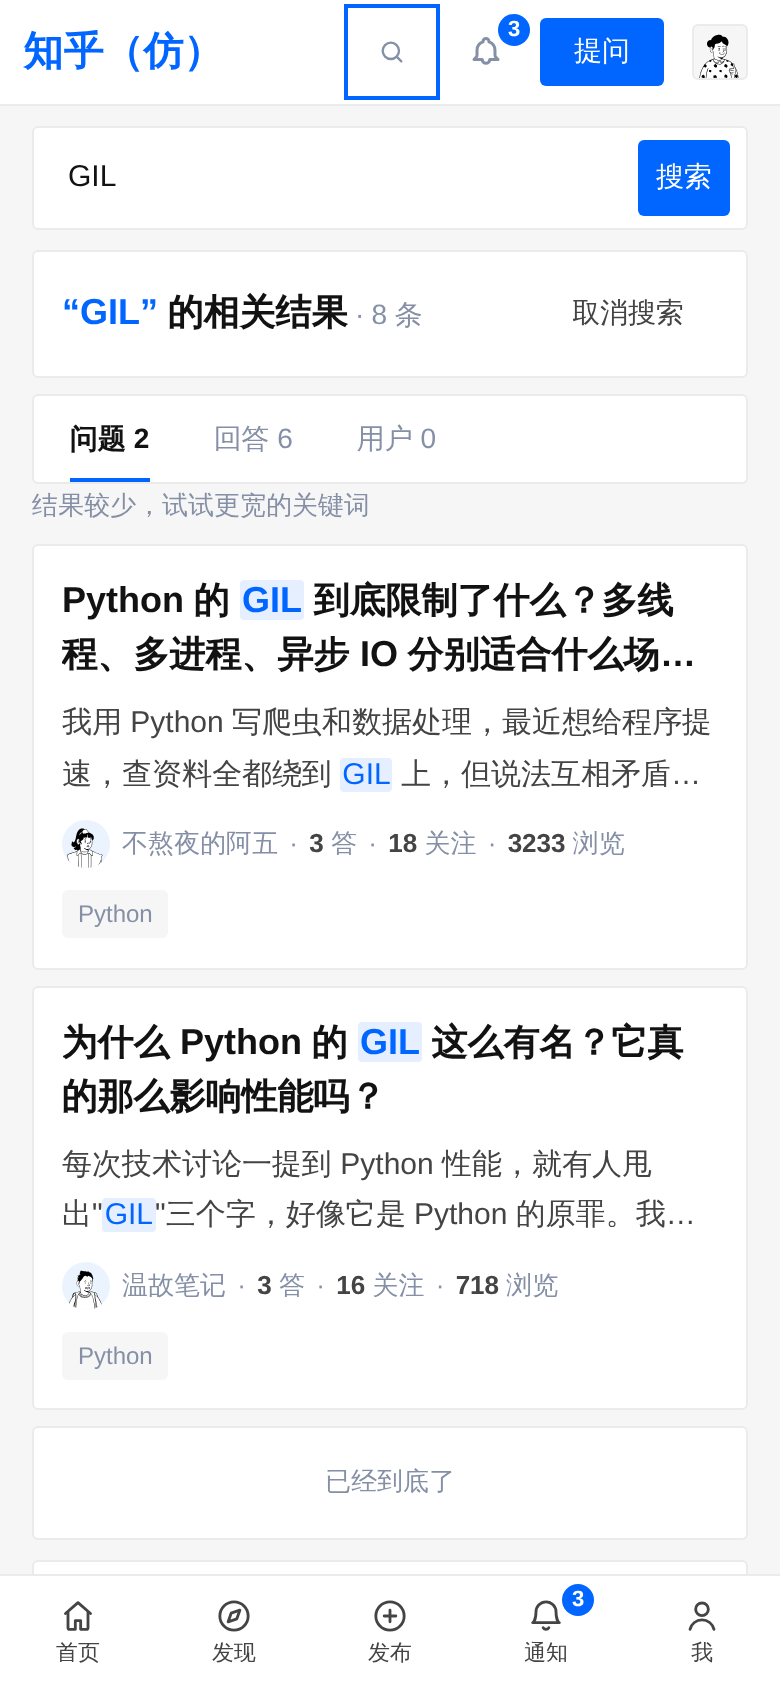 知乎（仿）
3
提问
GIL
搜索
“GIL” 的相关结果 · 8 条
取消搜索
问题 2
回答 6
用户 0
结果较少，试试更宽的关键词
Python 的 GIL 到底限制了什么？多线
程、多进程、异步 IO 分别适合什么场…
我用 Python 写爬虫和数据处理，最近想给程序提
速，查资料全都绕到 GIL 上，但说法互相矛盾…
不熬夜的阿五 · 3 答 · 18 关注 · 3233 浏览
Python
为什么 Python 的 GIL 这么有名？它真
的那么影响性能吗？
每次技术讨论一提到 Python 性能，就有人甩
出"GIL"三个字，好像它是 Python 的原罪。我…
温故笔记 · 3 答 · 16 关注 · 718 浏览
Python
已经到底了
3
首页
发现
发布
通知
我